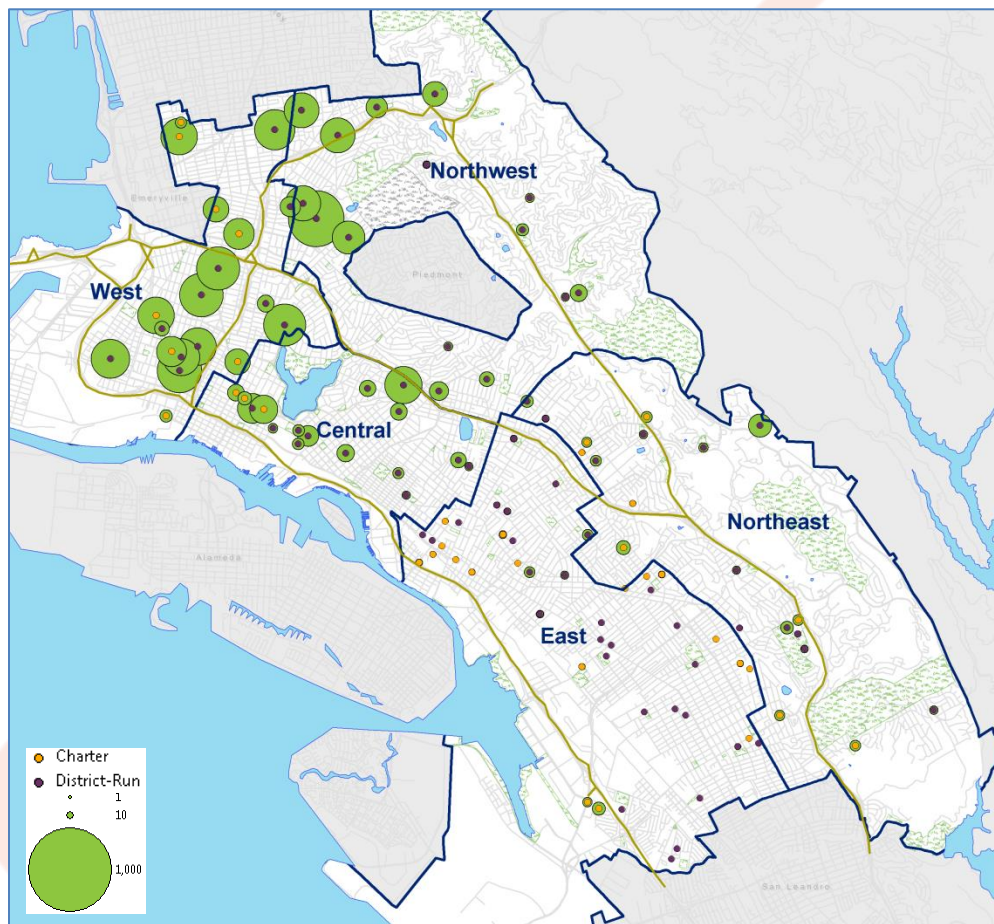 Northwest
Emeryville
Piedmont
West
Central
Northeast
Alameda
East
Charter
District-Run
1
10
1,000
San Leandro